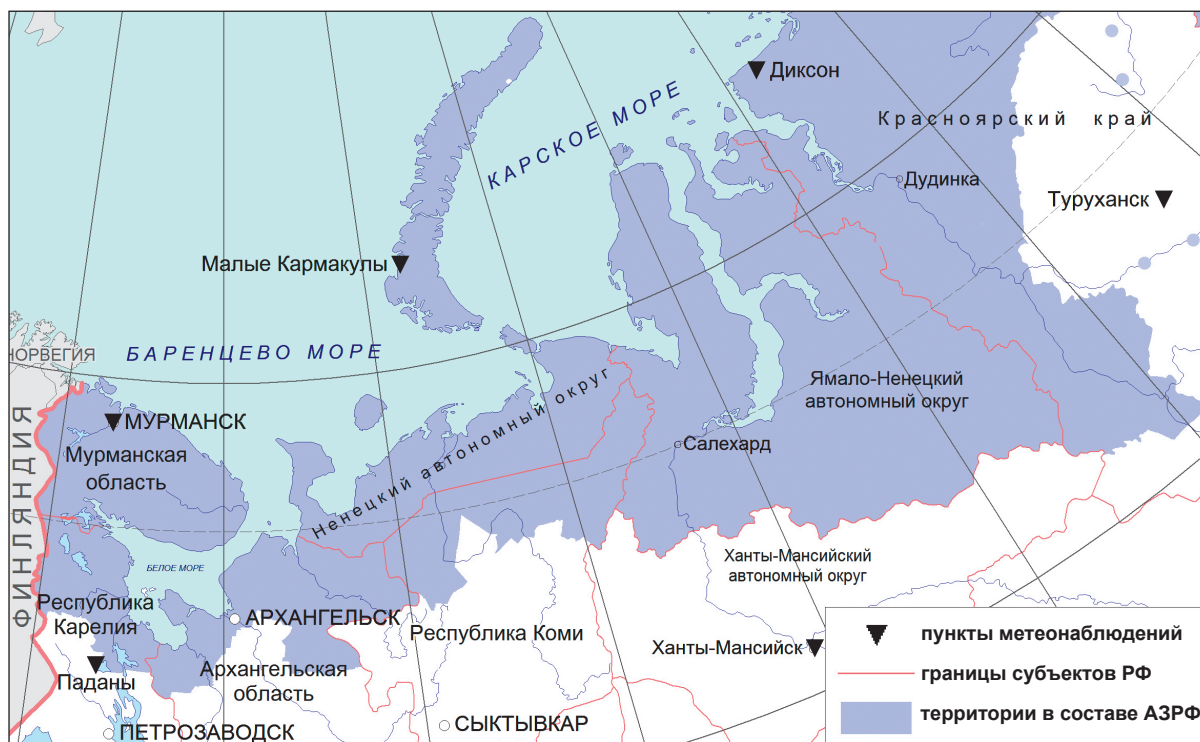 Диксон
КАРСКОЕ МОРЕ
Красноярский край
Дудинка
Туруханск
Малые Кармакулы
НОРВЕГИЯ
БАРЕНЦЕВО МОРЕ
Ямало-Ненецкий
автономный округ
ФИНЛЯНДИЯ
МУРМАНСК
Мурманская
область
Ненецкий автономный округ
Салехард
БЕЛОЕ МОРЕ
Ханты-Мансийский
автономный округ
Республика
Карелия
АРХАНГЕЛЬСК
Республика Коми
Ханты-Мансийск
Паданы
Архангельская
область
ПЕТРОЗАВОДСК
СЫКТЫВКАР
пункты метеонаблюдений
границы субъектов РФ
территории в составе АЗРФ